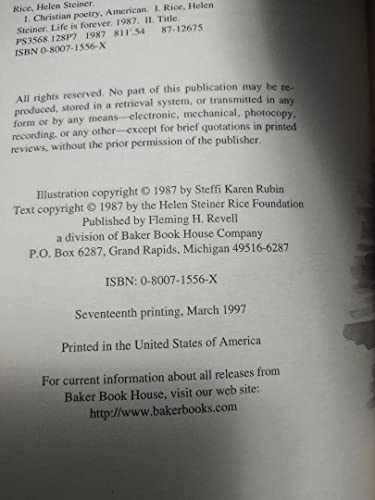 Rice, Helen Steiner.
1. Christian poetry, American. I. Rice, Helen
Steiner. Life is forever. 1987. II. Title.
PS3568.I28P7 1987 811'.54 87-12675
ISBN 0-8007-1556-X
All rights reserved. No part of this publication may be re-
produced, stored in a retrieval system, or transmitted in any
form or by any means—electronic, mechanical, photocopy,
recording, or any other—except for brief quotations in printed
reviews, without the prior permission of the publisher.
Illustration copyright © 1987 by Steffi Karen Rubin
Text copyright © 1987 by the Helen Steiner Rice Foundation
Published by Fleming H. Revell
a division of Baker Book House Company
P.O. Box 6287, Grand Rapids, Michigan 49516-6287
ISBN: 0-8007-1556-X
Seventeenth printing, March 1997
Printed in the United States of America
For current information about all releases from
Baker Book House, visit our web site:
http://www.bakerbooks.com